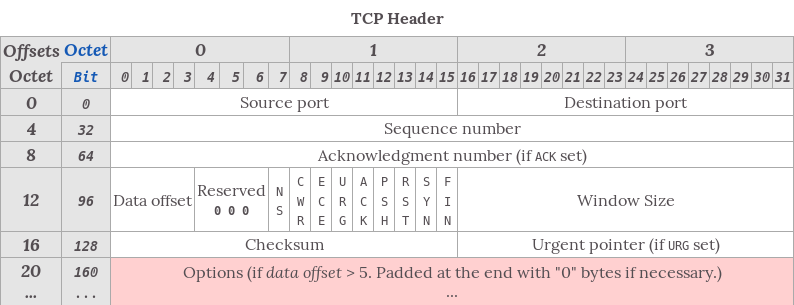 TCP Header
Offsets Octet 0 1 2 3
Octet Bit 0 1 2 3 4 5 6 7 8 9 10 11 12 13 14 15 16 17 18 19 20 21 22 23 24 25 26 27 28 29 30 31
0 0 Source port Destination port
4 32 Sequence number
8 64 Acknowledgment number (if ACK set)
12 96 Data offset Reserved 0 0 0 NS CWR ECE URG ACK PSH RST SYN FIN Window Size
16 128 Checksum Urgent pointer (if URG set)
20 160 Options (if data offset > 5. Padded at the end with "0" bytes if necessary.)
... ... ...